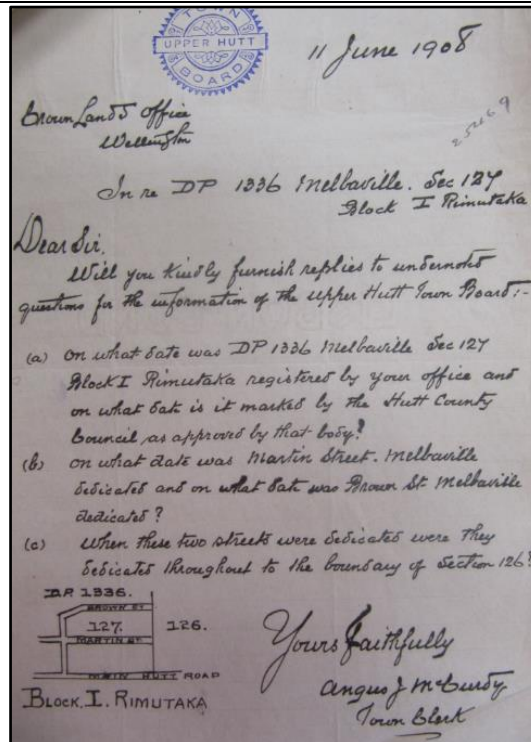 TOWN
UPPER HUTT
BOARD
11 June 1908
Crown Lands Office
Wellington
25469
In re DP 1336 Melbaville. Sec 127
Block I Rimutaka
Dear Sir,
Will you kindly furnish replies to undernoted
questions for the information of the Upper Hutt Town Board:-
(a) On what date was DP 1336 Melbaville Sec 127
Block I Rimutaka registered by your office and
on what date is it marked by the Hutt County
Council, as approved by that body?
(b) On what date was Martin Street. Melbaville
dedicated and on what date was Brown St. Melbaville
dedicated?
(c) When these two streets were dedicated were they
dedicated throughout to the boundary of Section 126?
DP 1336.
BROWN ST.
127. 126.
MARTIN ST.
MAIN HUTT ROAD
BLOCK. I. RIMUTAKA
Yours faithfully
Angus J McCurdy
Town Clerk